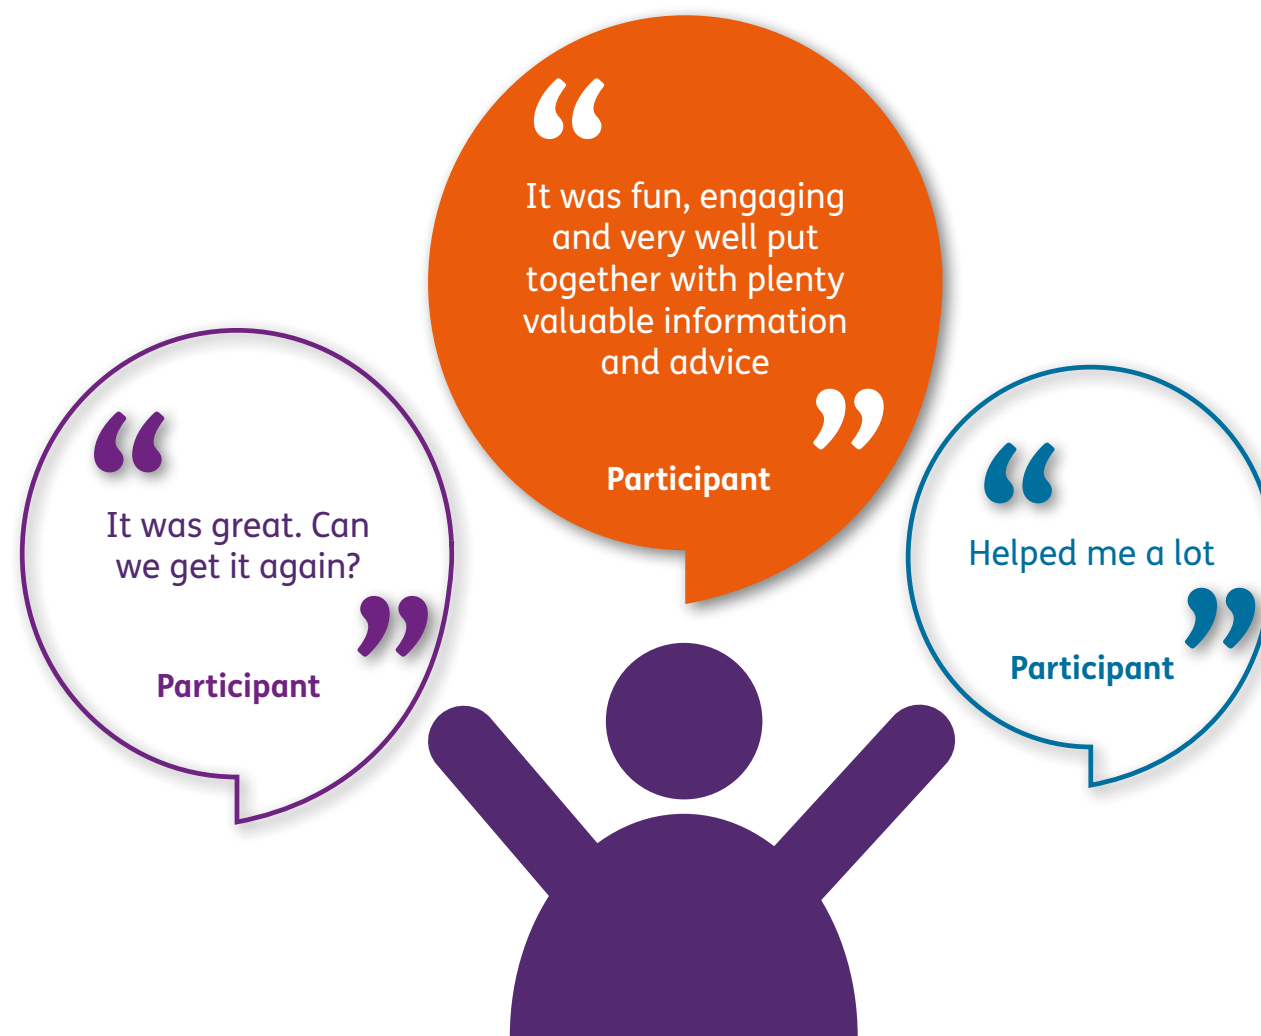 “
It was fun, engaging
and very well put
together with plenty
valuable information
and advice
”
Participant
“
It was great. Can
we get it again?
”
Participant
“
Helped me a lot
”
Participant